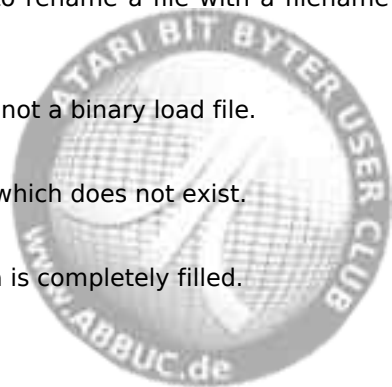 to rename a file with a filename
not a binary load file.
which does not exist.
is completely filled.
ATARI BIT BYTER USER CLUB
www.ABBUC.de